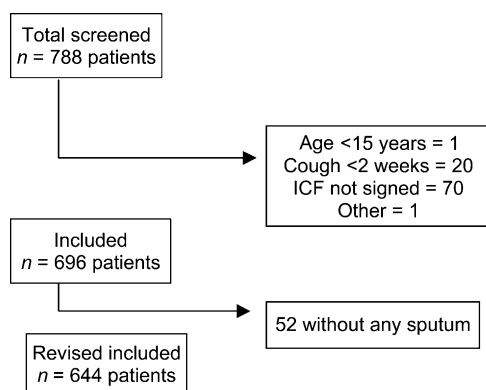 Total screened
n = 788 patients
Age <15 years = 1
Cough <2 weeks = 20
ICF not signed = 70
Other = 1
Included
n = 696 patients
52 without any sputum
Revised included
n = 644 patients